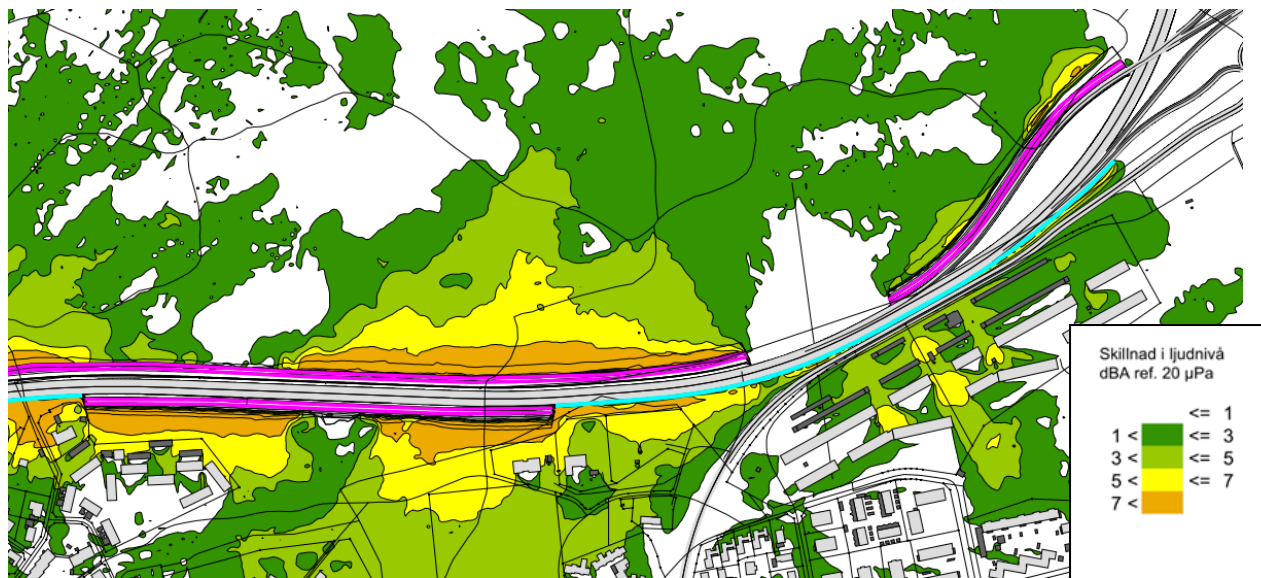 Skillnad i ljudnivå
dBA ref. 20 µPa
<= 1
1 < <= 3
3 < <= 5
5 < <= 7
7 <